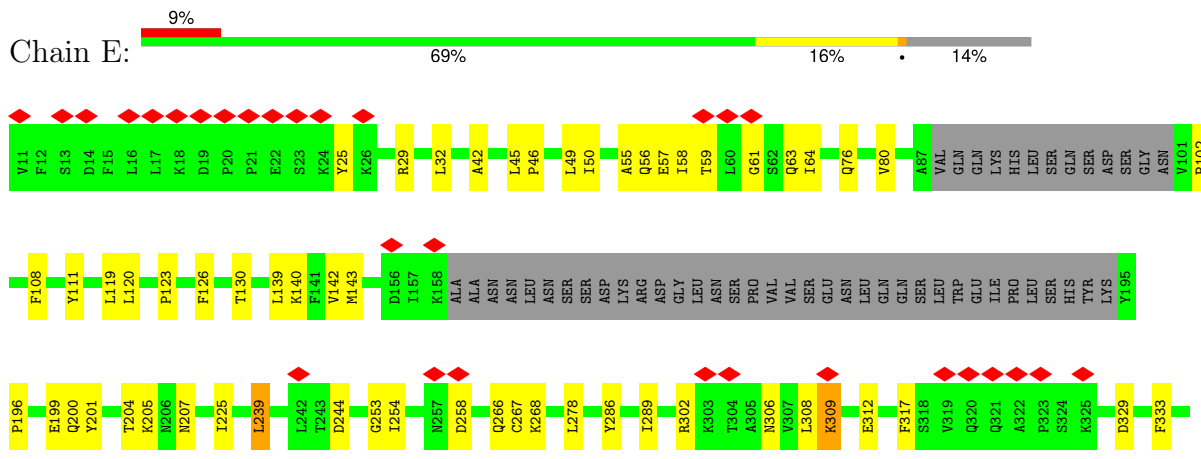 9%
Chain E:
69% 16% • 14%
V11 F12 S13 D14 F15 L16 L17 K18 D19 P20 P21 E22 S23 K24 Y25 K26 R29 L32 A42 L45 P46 L49 I50 A55 Q56 E57 I58 T59 L60 G61 S62 Q63 I64 Q76 V80 A87 VAL GLN GLN LYS HIS LEU SER GLN SER ASP SER GLY ASN V101 R102
F108 Y111 L119 L120 P123 F126 T130 L139 K140 F141 V142 M143 D156 I157 K158 ALA ALA ASN ASN LEU ASN SER SER ASP LYS ARG ASP GLY LEU ASN SER PRO VAL VAL SER GLU ASN LEU GLN GLN SER LEU TRP GLU ILE PRO LEU SER HIS TYR LYS Y195
P196 E199 Q200 Y201 T204 K205 N206 N207 I225 L239 L242 T243 D244 G253 I254 N257 D258 Q266 C267 K268 L278 Y286 I289 R302 K303 T304 A305 N306 V307 L308 K309 E312 F317 S318 V319 Q320 Q321 A322 P323 S324 K325 D329 F333